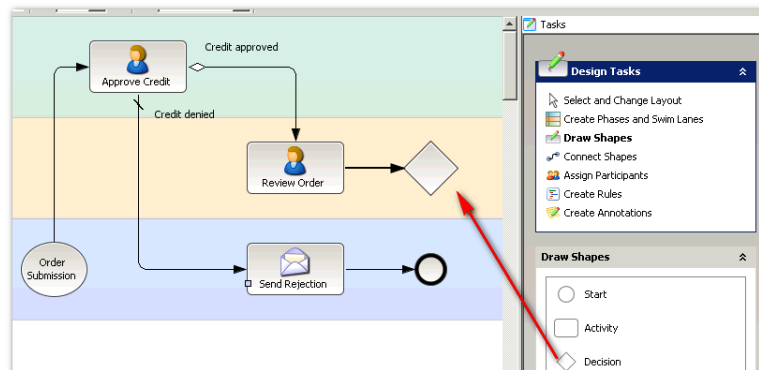 Credit approved
Approve Credit
Credit denied
Review Order
Order
Submission
Send Rejection
Tasks
Design Tasks
Select and Change Layout
Create Phases and Swim Lanes
Draw Shapes
Connect Shapes
Assign Participants
Create Rules
Create Annotations
Draw Shapes
Start
Activity
Decision